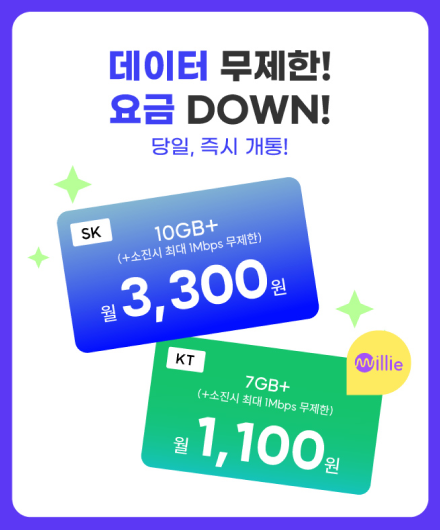 데이터 무제한!
요금 DOWN!
당일, 즉시 개통!
SK
10GB+
(+소진시 최대 1Mbps 무제한)
월 3,300원
KT
Millie
7GB+
(+소진시 최대 1Mbps 무제한)
월 1,100원